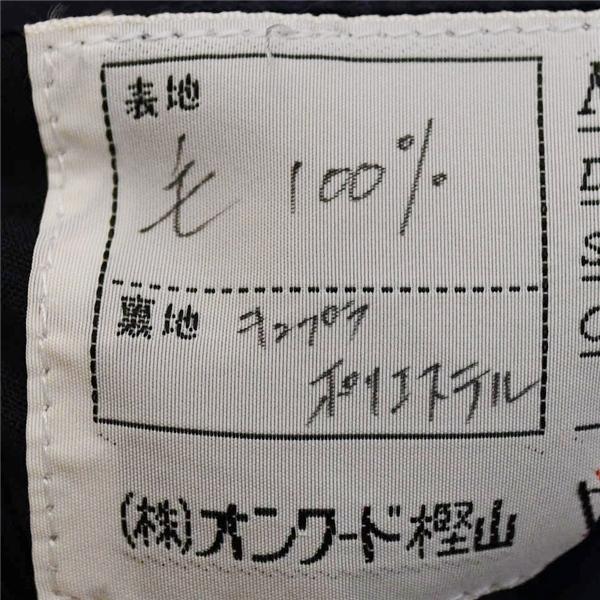 表地
毛 100%
裏地 キュプラ
ポリエステル
(株)オンワード樫山